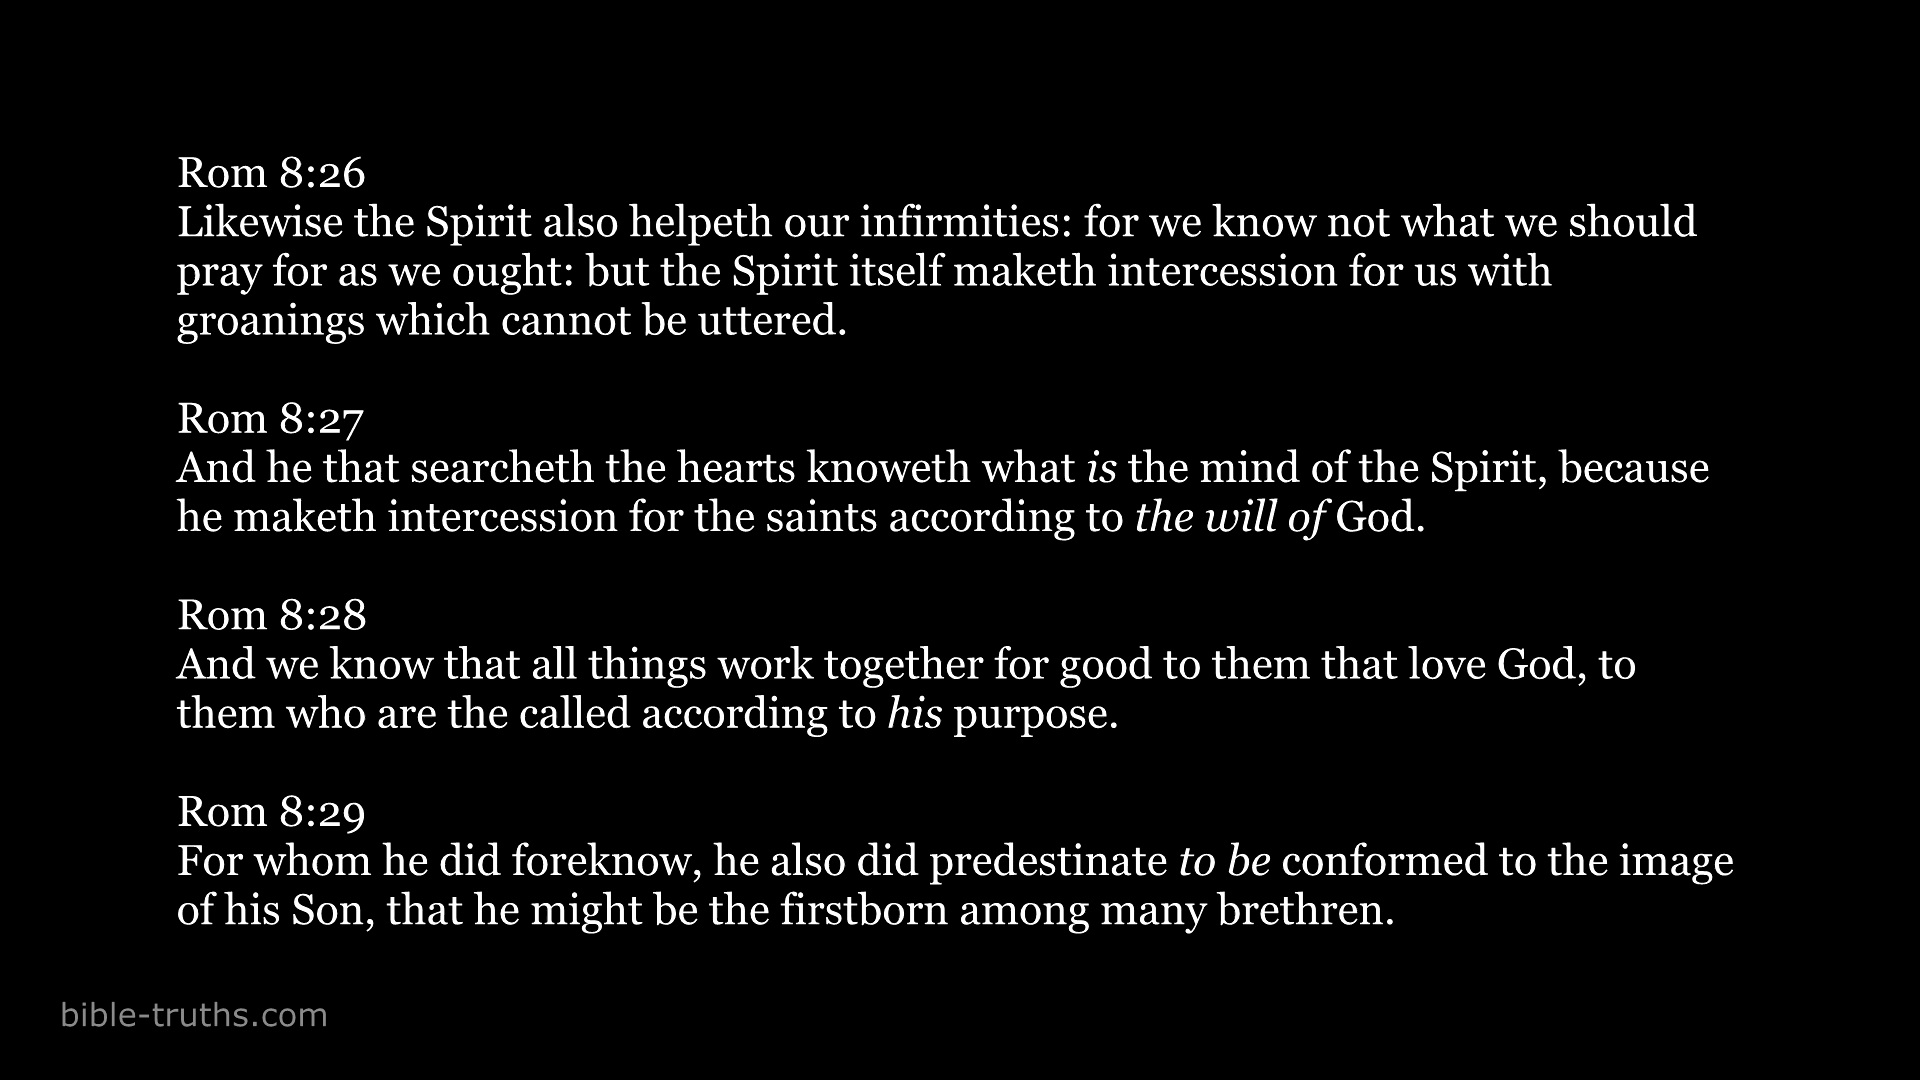 Rom 8:26
Likewise the Spirit also helpeth our infirmities: for we know not what we should
pray for as we ought: but the Spirit itself maketh intercession for us with
groanings which cannot be uttered.
Rom 8:27
And he that searcheth the hearts knoweth what is the mind of the Spirit, because
he maketh intercession for the saints according to the will of God.
Rom 8:28
And we know that all things work together for good to them that love God, to
them who are the called according to his purpose.
Rom 8:29
For whom he did foreknow, he also did predestinate to be conformed to the image
of his Son, that he might be the firstborn among many brethren.
bible-truths.com